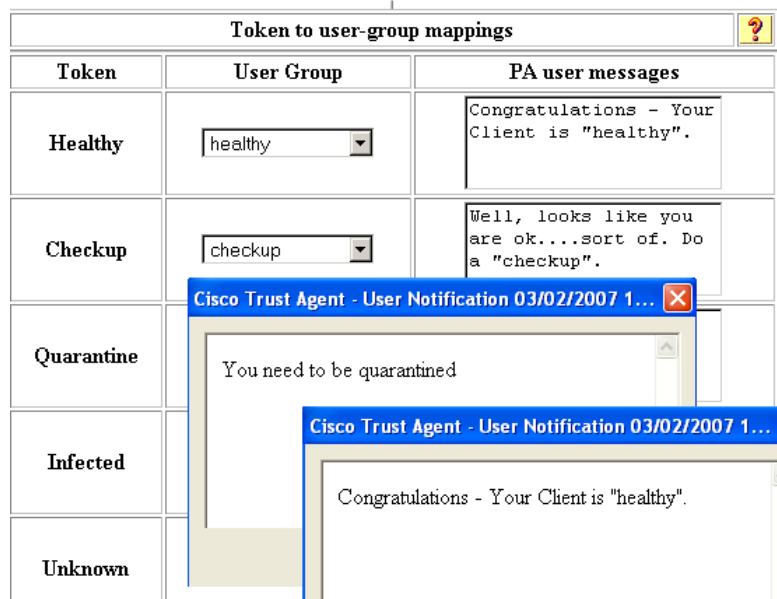 Token to user-group mappings
?
Token User Group PA user messages
Healthy healthy Congratulations - Your
Client is "healthy".
Checkup checkup Well, looks like you
are ok....sort of. Do
a "checkup".
Cisco Trust Agent - User Notification 03/02/2007 1...
Quarantine
You need to be quarantined
Cisco Trust Agent - User Notification 03/02/2007 1...
Infected
Congratulations - Your Client is "healthy".
Unknown